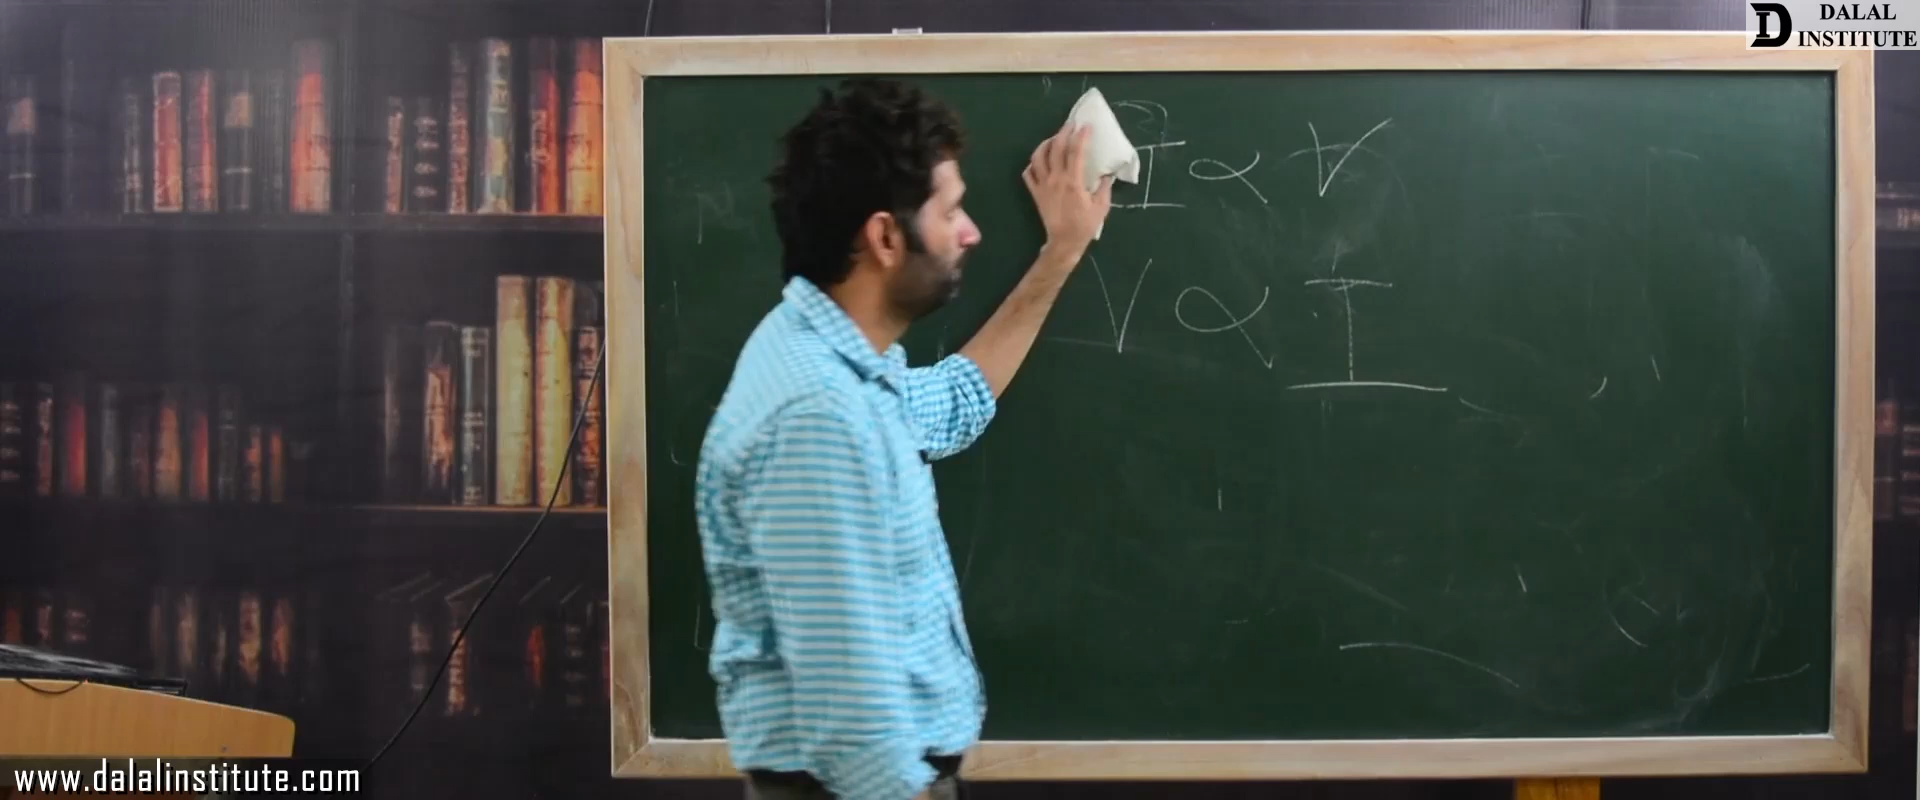 DALAL
INSTITUTE
I ∝ V
V ∝ I
www.dalalinstitute.com